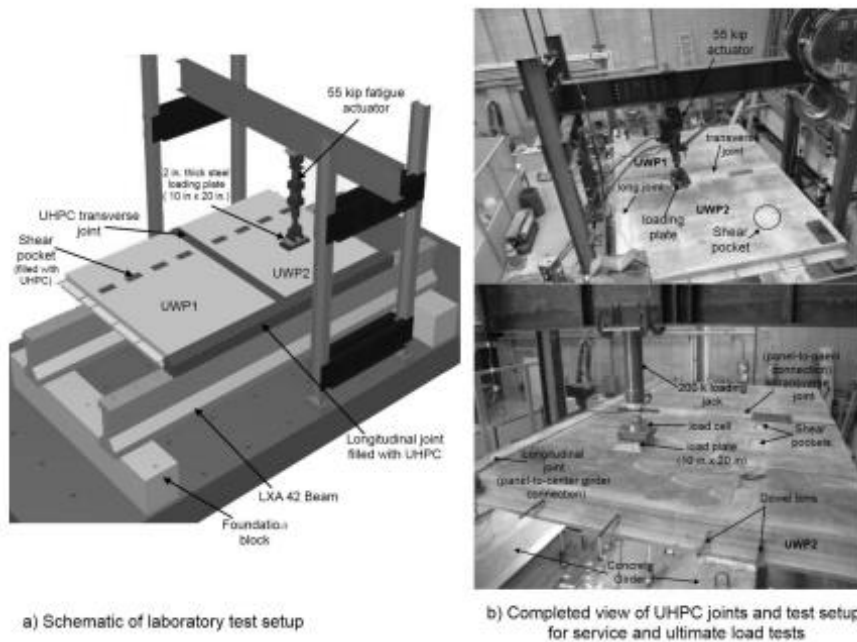 55 kip fatigue
actuator
2 in. thick steel
loading plate
(10 in x 20 in.)
UHPC transverse
joint
Shear
pocket
(filled with
UHPC)
UWP2
UWP1
Longitudinal joint
filled with UHPC
LXA 42 Beam
Foundation
block
a) Schematic of laboratory test setup
55 kip
actuator
UWP1
transverse
joint
long joint
UWP2
loading
plate
Shear
pocket
(panel-to-panel
connection)
transverse
joint
200 k loading
jack
load cell
Shear
pockets
load plate
(10 in x 20 in)
Longitudinal
joint
(panel-to-center girder
connection)
Dowel bars
UWP2
Concrete
Girder
b) Completed view of UHPC joints and test setup
for service and ultimate load tests